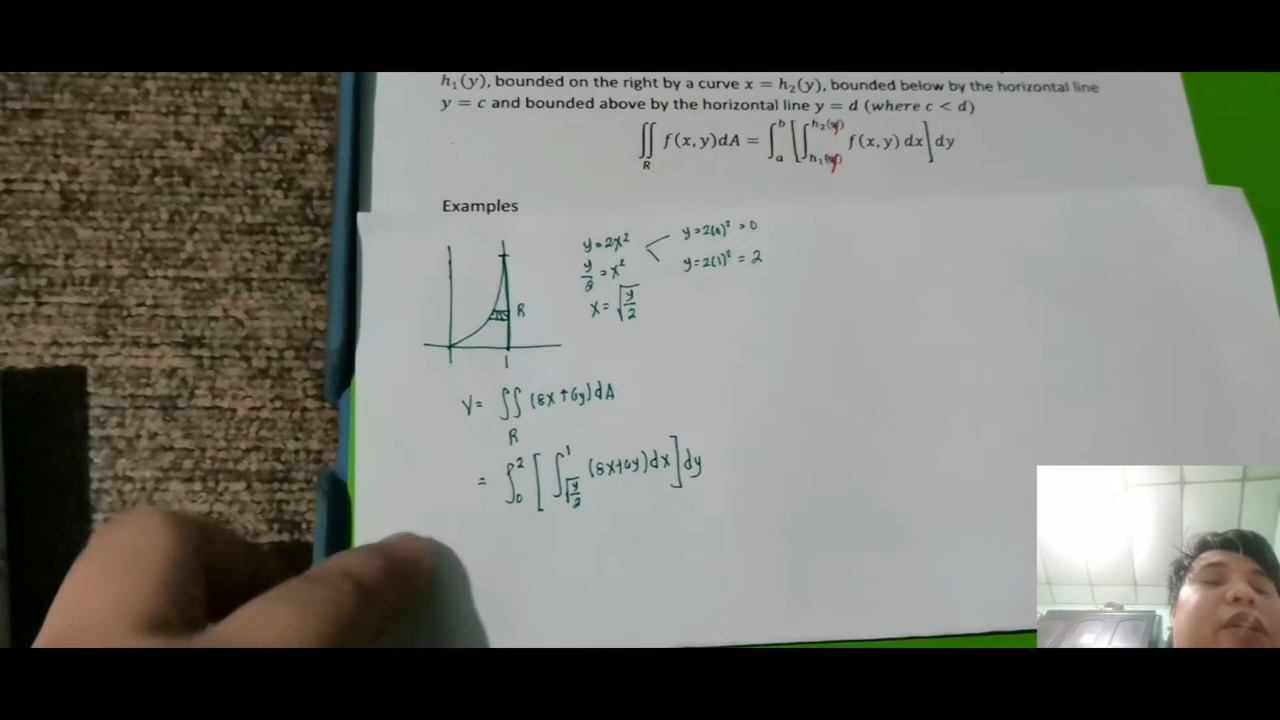 h₁(y), bounded on the right by a curve x = h₂(y), bounded below by the horizontal line
y = c and bounded above by the horizontal line y = d (where c < d)
∬_R f(x, y)dA = ∫_a^b [∫_{h₁(y)}^{h₂(y)} f(x, y) dx] dy
Examples
y=2x²
y=2(0)²=0
y/2=x²
y=2(1)²=2
x=√(y/2)
R
1
V= ∬_R (8x+6y)dA
= ∫_0^2 [∫_{√(y/2)}^1 (8x+6y)dx]dy